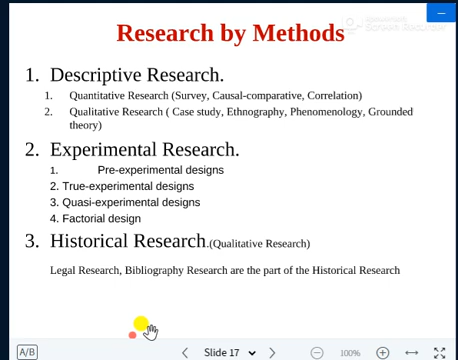 Research by Methods
1. Descriptive Research.
1. Quantitative Research (Survey, Causal-comparative, Correlation)
2. Qualitative Research ( Case study, Ethnography, Phenomenology, Grounded
theory)
2. Experimental Research.
1. Pre-experimental designs
2. True-experimental designs
3. Quasi-experimental designs
4. Factorial design
3. Historical Research.(Qualitative Research)
Legal Research, Bibliography Research are the part of the Historical Research
A/B Slide 17 100%